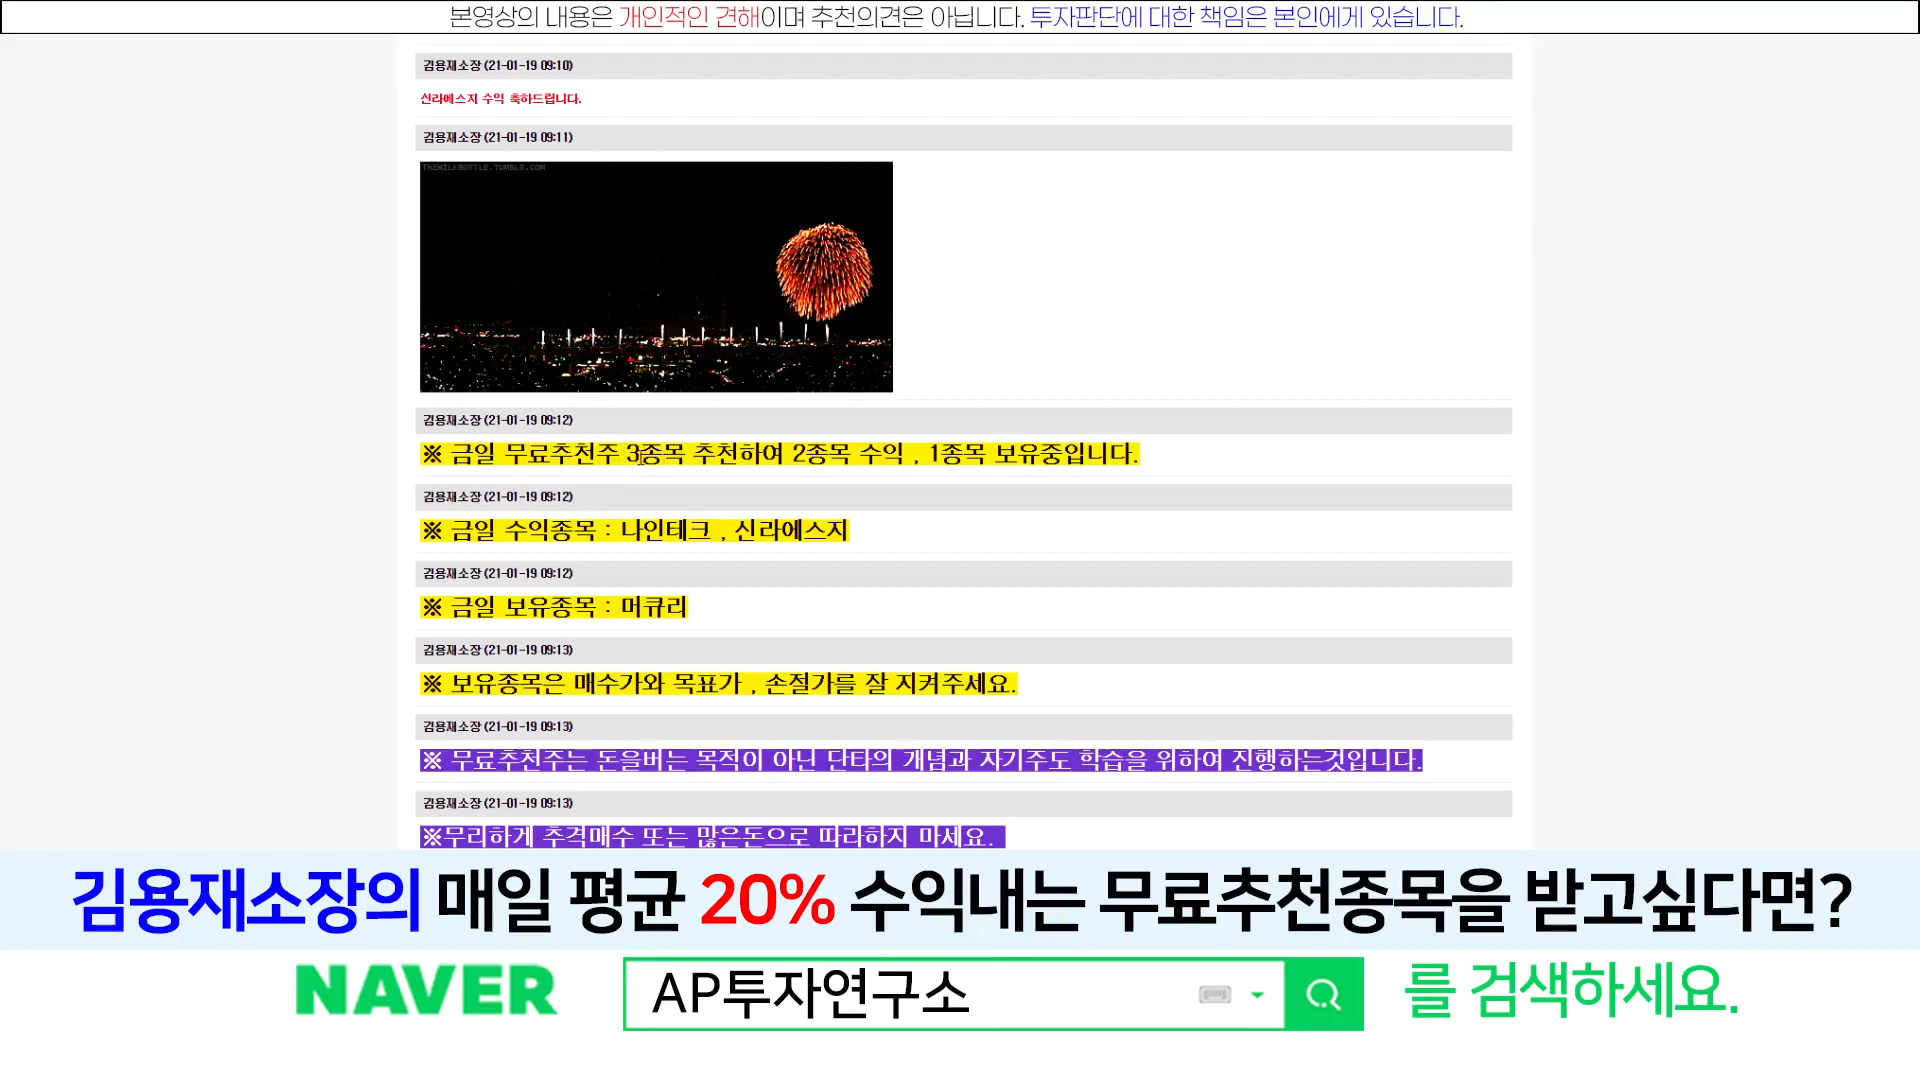 본영상의 내용은 개인적인 견해이며 추천의견은 아닙니다. 투자판단에 대한 책임은 본인에게 있습니다.
김용재소장 (21-01-19 09:10)
신라에스지 수익 축하드립니다.
김용재소장 (21-01-19 09:11)
THEMILKBOTTLE.TUMBLR.COM
김용재소장 (21-01-19 09:12)
※ 금일 무료추천주 3종목 추천하여 2종목 수익 , 1종목 보유중입니다.
김용재소장 (21-01-19 09:12)
※ 금일 수익종목 : 나인테크 , 신라에스지
김용재소장 (21-01-19 09:12)
※ 금일 보유종목 : 머큐리
김용재소장 (21-01-19 09:13)
※ 보유종목은 매수가와 목표가 , 손절가를 잘 지켜주세요.
김용재소장 (21-01-19 09:13)
※ 무료추천주는 돈을버는 목적이 아닌 단타의 개념과 자기주도 학습을 위하여 진행하는것입니다.
김용재소장 (21-01-19 09:13)
※무리하게 추격매수 또는 많은돈으로 따라하지 마세요.
김용재소장의 매일 평균 20% 수익내는 무료추천종목을 받고싶다면?
NAVER AP투자연구소 를 검색하세요.